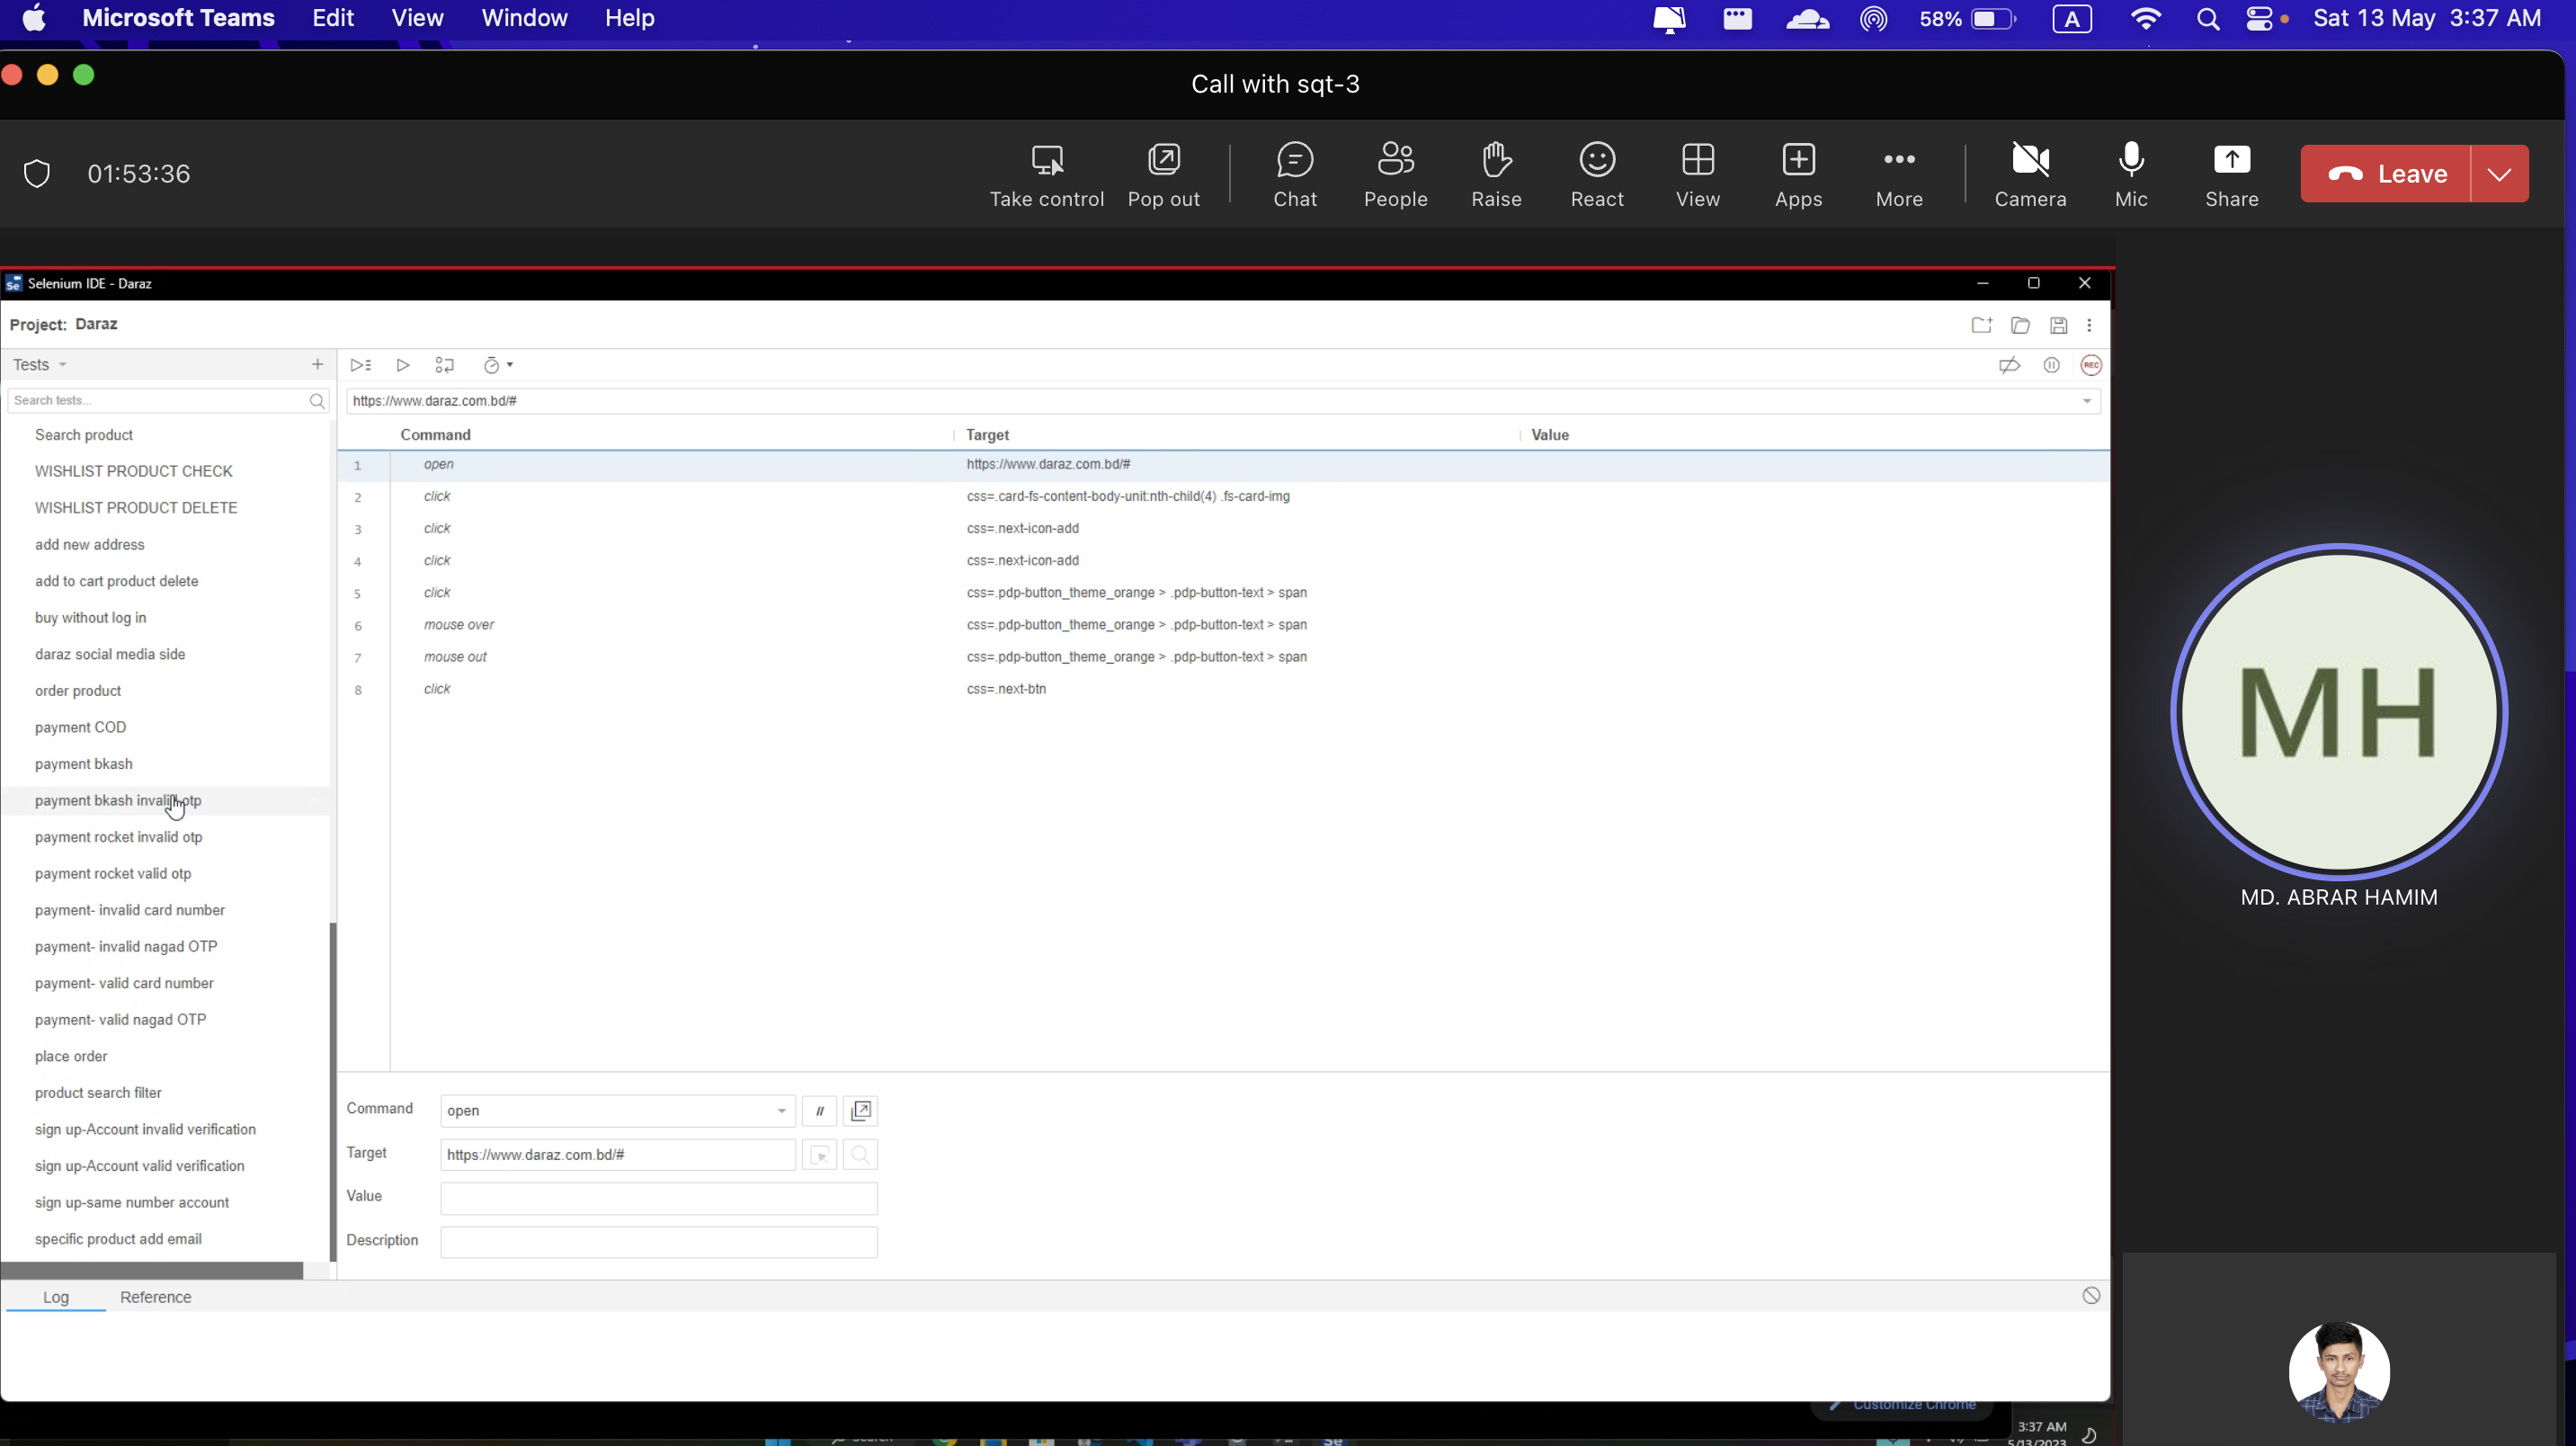 Microsoft Teams Edit View Window Help 58% A Sat 13 May 3:37 AM
Call with sqt-3
01:53:36 Take control Pop out Chat People Raise React View Apps More Camera Mic Share Leave
Se Selenium IDE - Daraz
Project: Daraz
Tests + REC
Search tests... https://www.daraz.com.bd/#
Command Target Value
Search product
WISHLIST PRODUCT CHECK
WISHLIST PRODUCT DELETE
add new address
add to cart product delete
buy without log in
daraz social media side
order product
payment COD
payment bkash
payment bkash invalid otp
payment rocket invalid otp
payment rocket valid otp
payment- invalid card number
payment- invalid nagad OTP
payment- valid card number
payment- valid nagad OTP
place order
product search filter
sign up-Account invalid verification
sign up-Account valid verification
sign up-same number account
specific product add email
1 open https://www.daraz.com.bd/#
2 click css=.card-fs-content-body-unit:nth-child(4) .fs-card-img
3 click css=.next-icon-add
4 click css=.next-icon-add
5 click css=.pdp-button_theme_orange > .pdp-button-text > span
6 mouse over css=.pdp-button_theme_orange > .pdp-button-text > span
7 mouse out css=.pdp-button_theme_orange > .pdp-button-text > span
8 click css=.next-btn
Command open //
Target https://www.daraz.com.bd/#
Value
Description
Log Reference
MH
MD. ABRAR HAMIM
Customize Chrome
3:37 AM
5/13/2023
Se